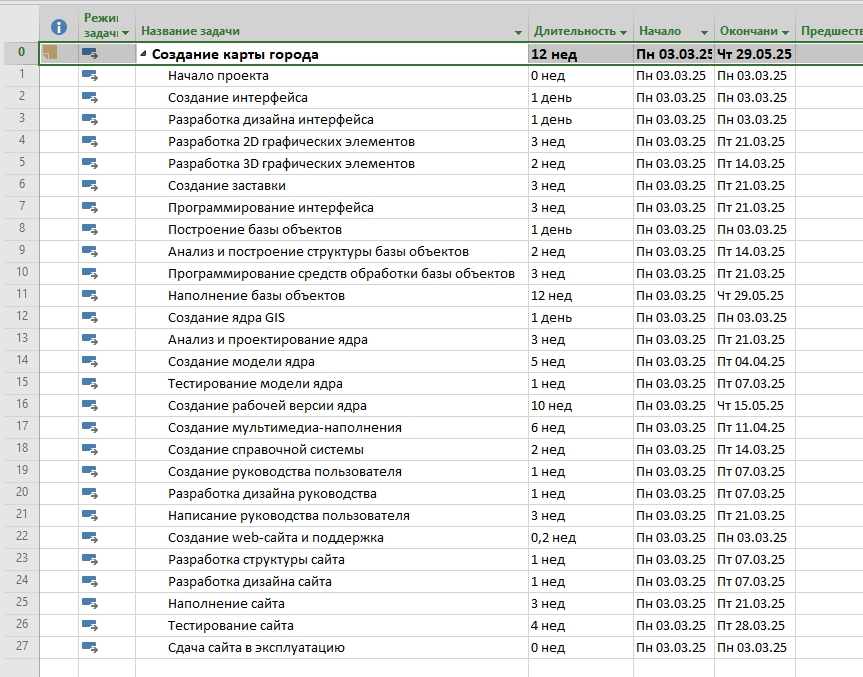 Режим задачи Название задачи Длительность Начало Окончани Предшеств
0 Создание карты города 12 нед Пн 03.03.25 Чт 29.05.25
1 Начало проекта 0 нед Пн 03.03.25 Пн 03.03.25
2 Создание интерфейса 1 день Пн 03.03.25 Пн 03.03.25
3 Разработка дизайна интерфейса 1 день Пн 03.03.25 Пн 03.03.25
4 Разработка 2D графических элементов 3 нед Пн 03.03.25 Пт 21.03.25
5 Разработка 3D графических элементов 2 нед Пн 03.03.25 Пт 14.03.25
6 Создание заставки 3 нед Пн 03.03.25 Пт 21.03.25
7 Программирование интерфейса 3 нед Пн 03.03.25 Пт 21.03.25
8 Построение базы объектов 1 день Пн 03.03.25 Пн 03.03.25
9 Анализ и построение структуры базы объектов 2 нед Пн 03.03.25 Пт 14.03.25
10 Программирование средств обработки базы объектов 3 нед Пн 03.03.25 Пт 21.03.25
11 Наполнение базы объектов 12 нед Пн 03.03.25 Чт 29.05.25
12 Создание ядра GIS 1 день Пн 03.03.25 Пн 03.03.25
13 Анализ и проектирование ядра 3 нед Пн 03.03.25 Пт 21.03.25
14 Создание модели ядра 5 нед Пн 03.03.25 Пт 04.04.25
15 Тестирование модели ядра 1 нед Пн 03.03.25 Пт 07.03.25
16 Создание рабочей версии ядра 10 нед Пн 03.03.25 Чт 15.05.25
17 Создание мультимедиа-наполнения 6 нед Пн 03.03.25 Пт 11.04.25
18 Создание справочной системы 2 нед Пн 03.03.25 Пт 14.03.25
19 Создание руководства пользователя 1 нед Пн 03.03.25 Пт 07.03.25
20 Разработка дизайна руководства 1 нед Пн 03.03.25 Пт 07.03.25
21 Написание руководства пользователя 3 нед Пн 03.03.25 Пт 21.03.25
22 Создание web-сайта и поддержка 0,2 нед Пн 03.03.25 Пн 03.03.25
23 Разработка структуры сайта 1 нед Пн 03.03.25 Пт 07.03.25
24 Разработка дизайна сайта 1 нед Пн 03.03.25 Пт 07.03.25
25 Наполнение сайта 3 нед Пн 03.03.25 Пт 21.03.25
26 Тестирование сайта 4 нед Пн 03.03.25 Пт 28.03.25
27 Сдача сайта в эксплуатацию 0 нед Пн 03.03.25 Пн 03.03.25